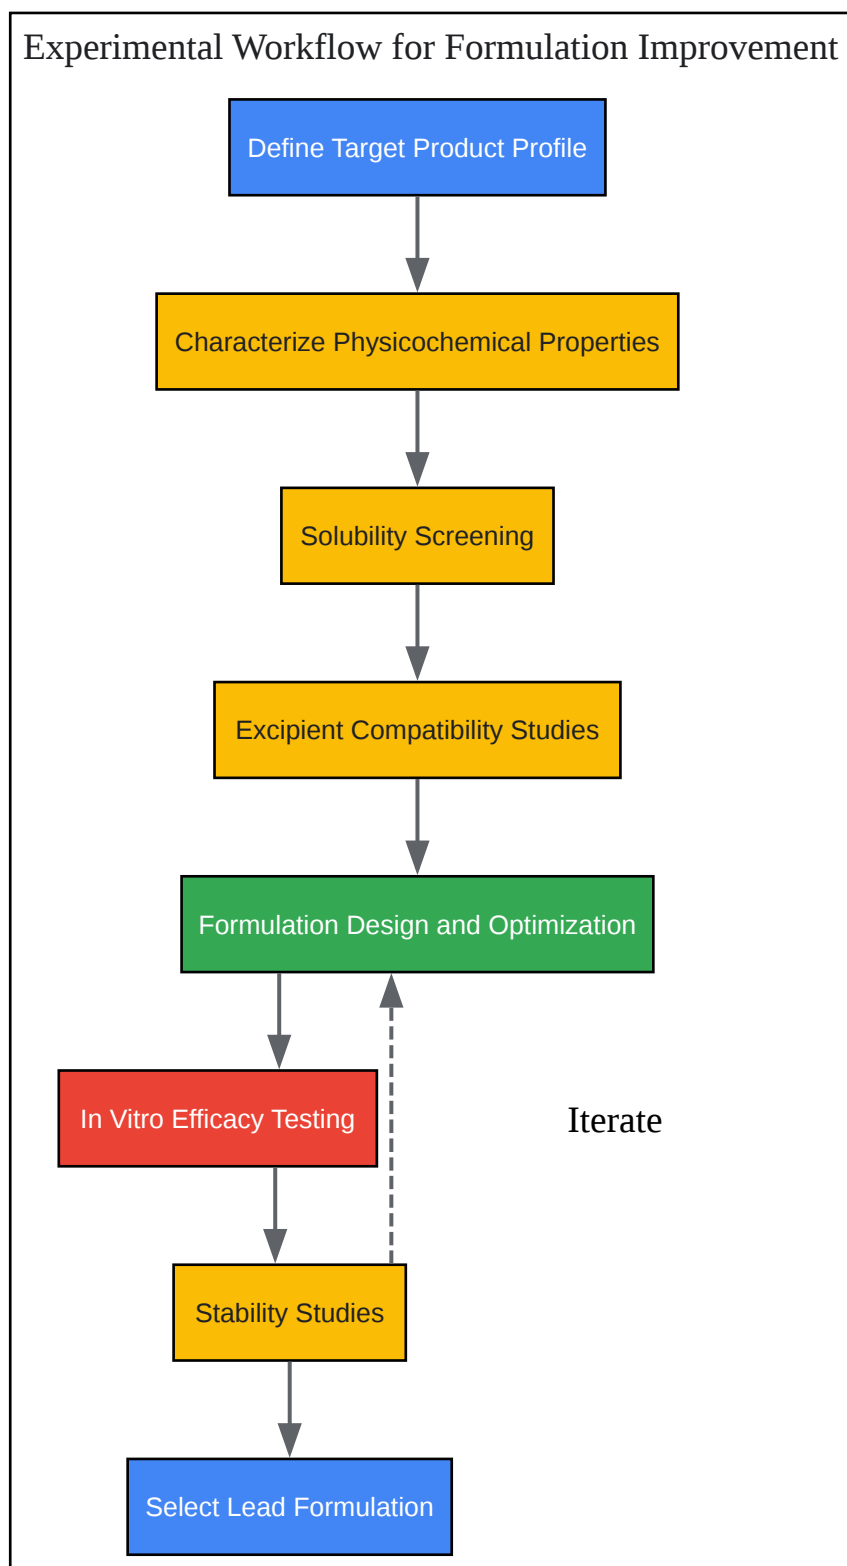 Experimental Workflow for Formulation Improvement
Define Target Product Profile
Characterize Physicochemical Properties
Solubility Screening
Excipient Compatibility Studies
Formulation Design and Optimization
In Vitro Efficacy Testing
Iterate
Stability Studies
Select Lead Formulation